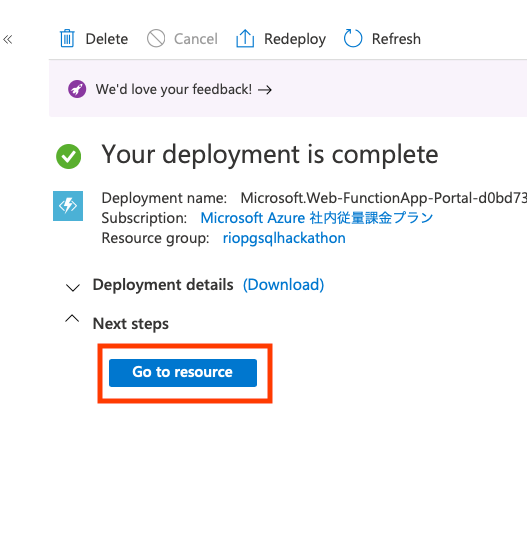 «
Delete Cancel Redeploy Refresh
We'd love your feedback! →
Your deployment is complete
Deployment name: Microsoft.Web-FunctionApp-Portal-d0bd73
Subscription: Microsoft Azure 社内従量課金プラン
Resource group: riopgsqlhackathon
Deployment details (Download)
Next steps
Go to resource